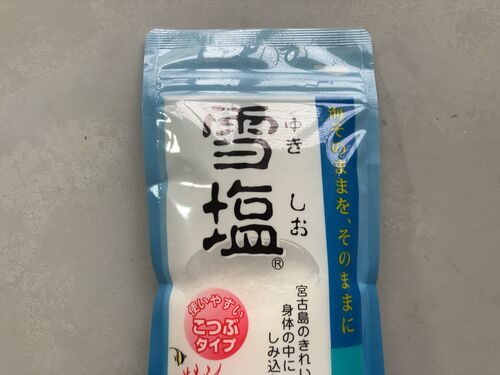 海そのままを、そのままに
雪塩®
ゆきしお
宮古島のきれい
身体の中に
しみ込
使いやすい
こつぶ
タイプ